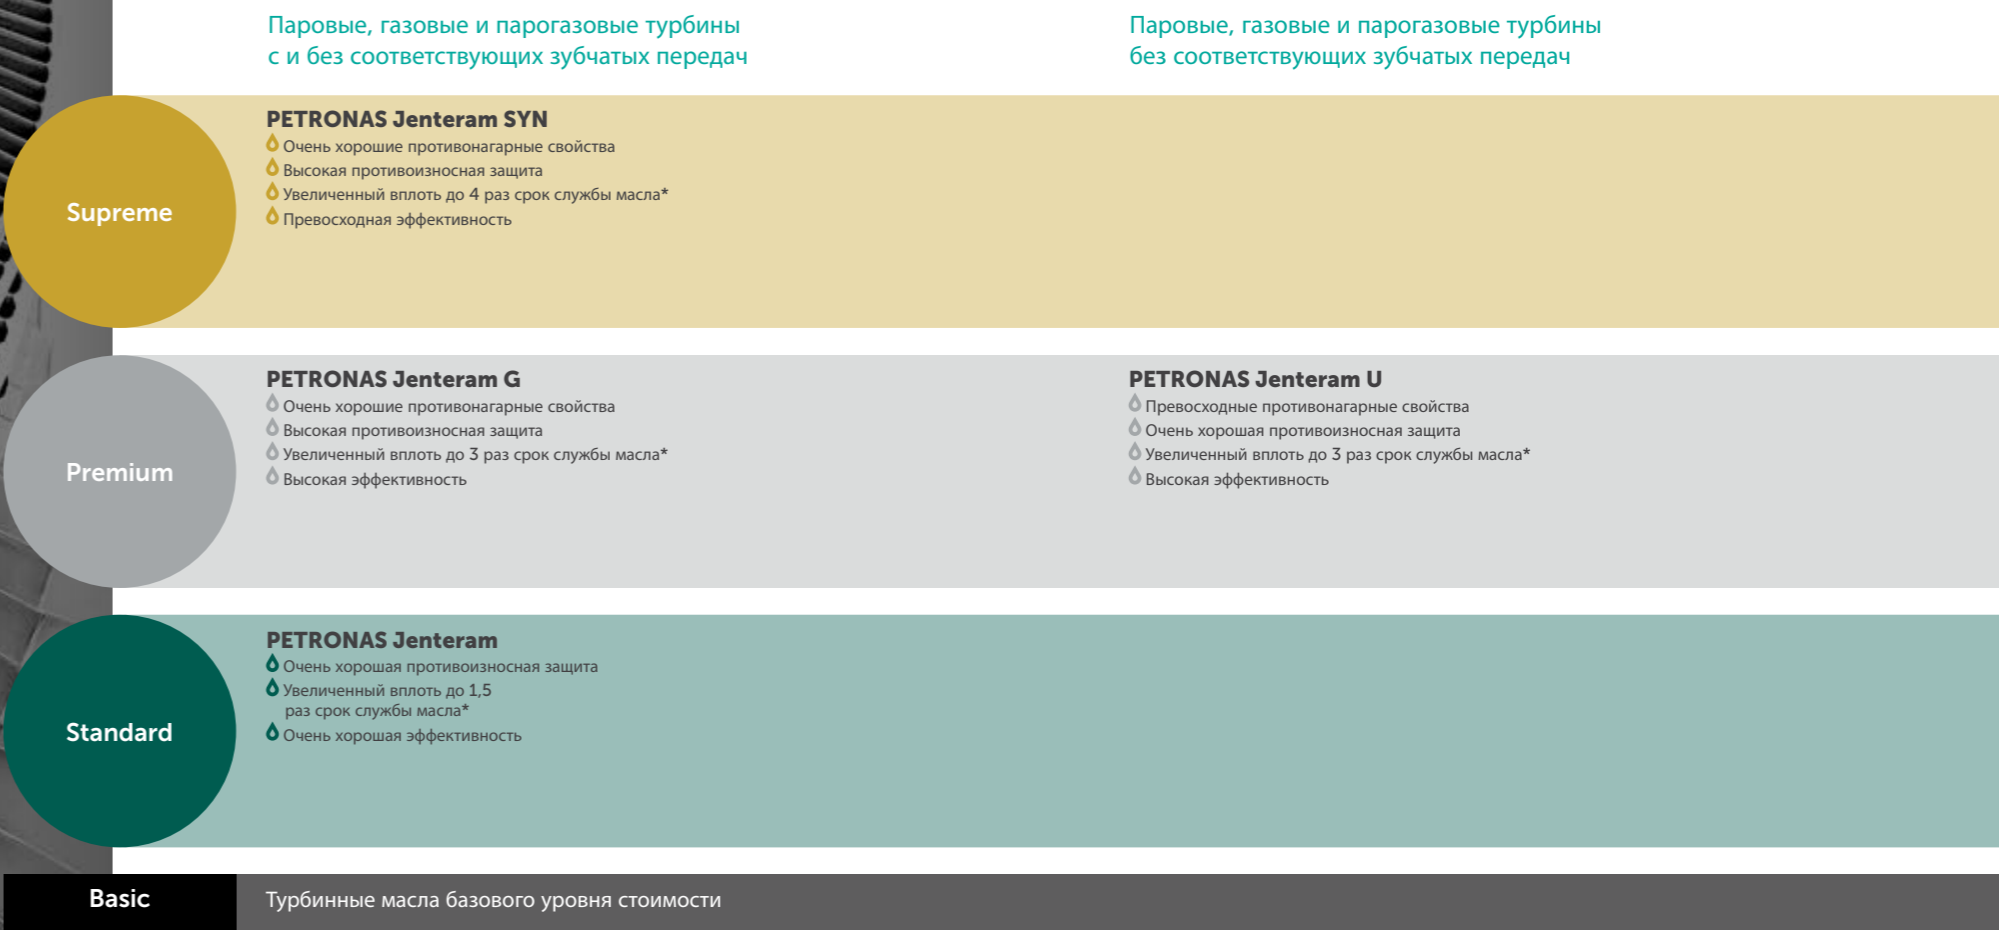 Паровые, газовые и парогазовые турбины
с и без соответствующих зубчатых передач
Паровые, газовые и парогазовые турбины
без соответствующих зубчатых передач
Supreme
PETRONAS Jenteram SYN
Очень хорошие противонагарные свойства
Высокая противоизносная защита
Увеличенный вплоть до 4 раз срок службы масла*
Превосходная эффективность
Premium
PETRONAS Jenteram G
Очень хорошие противонагарные свойства
Высокая противоизносная защита
Увеличенный вплоть до 3 раз срок службы масла*
Высокая эффективность
PETRONAS Jenteram U
Превосходные противонагарные свойства
Очень хорошая противоизносная защита
Увеличенный вплоть до 3 раз срок службы масла*
Высокая эффективность
Standard
PETRONAS Jenteram
Очень хорошая противоизносная защита
Увеличенный вплоть до 1,5
раз срок службы масла*
Очень хорошая эффективность
Basic
Турбинные масла базового уровня стоимости